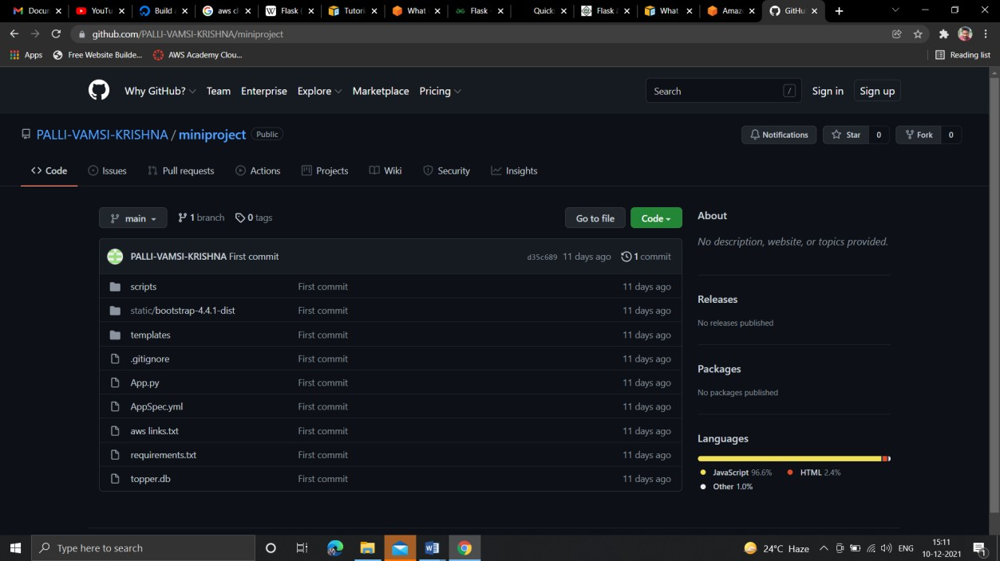 Docur
YouTu
Build a
aws cl
Flask (
Tutori
What i
Flask
Quick
Flask a
What
Amaz
GitHu
github.com/PALLI-VAMSI-KRISHNA/miniproject
Apps
Free Website Builde...
AWS Academy Clou...
Reading list
Why GitHub?
Team
Enterprise
Explore
Marketplace
Pricing
Search
/
Sign in
Sign up
PALLI-VAMSI-KRISHNA / miniproject
Public
Notifications
Star
0
Fork
0
<> Code
Issues
Pull requests
Actions
Projects
Wiki
Security
Insights
main
1 branch
0 tags
Go to file
Code
PALLI-VAMSI-KRISHNA First commit
d35c689 11 days ago
1 commit
scripts First commit 11 days ago
static/bootstrap-4.4.1-dist First commit 11 days ago
templates First commit 11 days ago
.gitignore First commit 11 days ago
App.py First commit 11 days ago
AppSpec.yml First commit 11 days ago
aws links.txt First commit 11 days ago
requirements.txt First commit 11 days ago
topper.db First commit 11 days ago
About
No description, website, or topics provided.
Releases
No releases published
Packages
No packages published
Languages
JavaScript 96.6%
HTML 2.4%
Other 1.0%
Type here to search
24°C Haze
ENG
15:11
10-12-2021
1